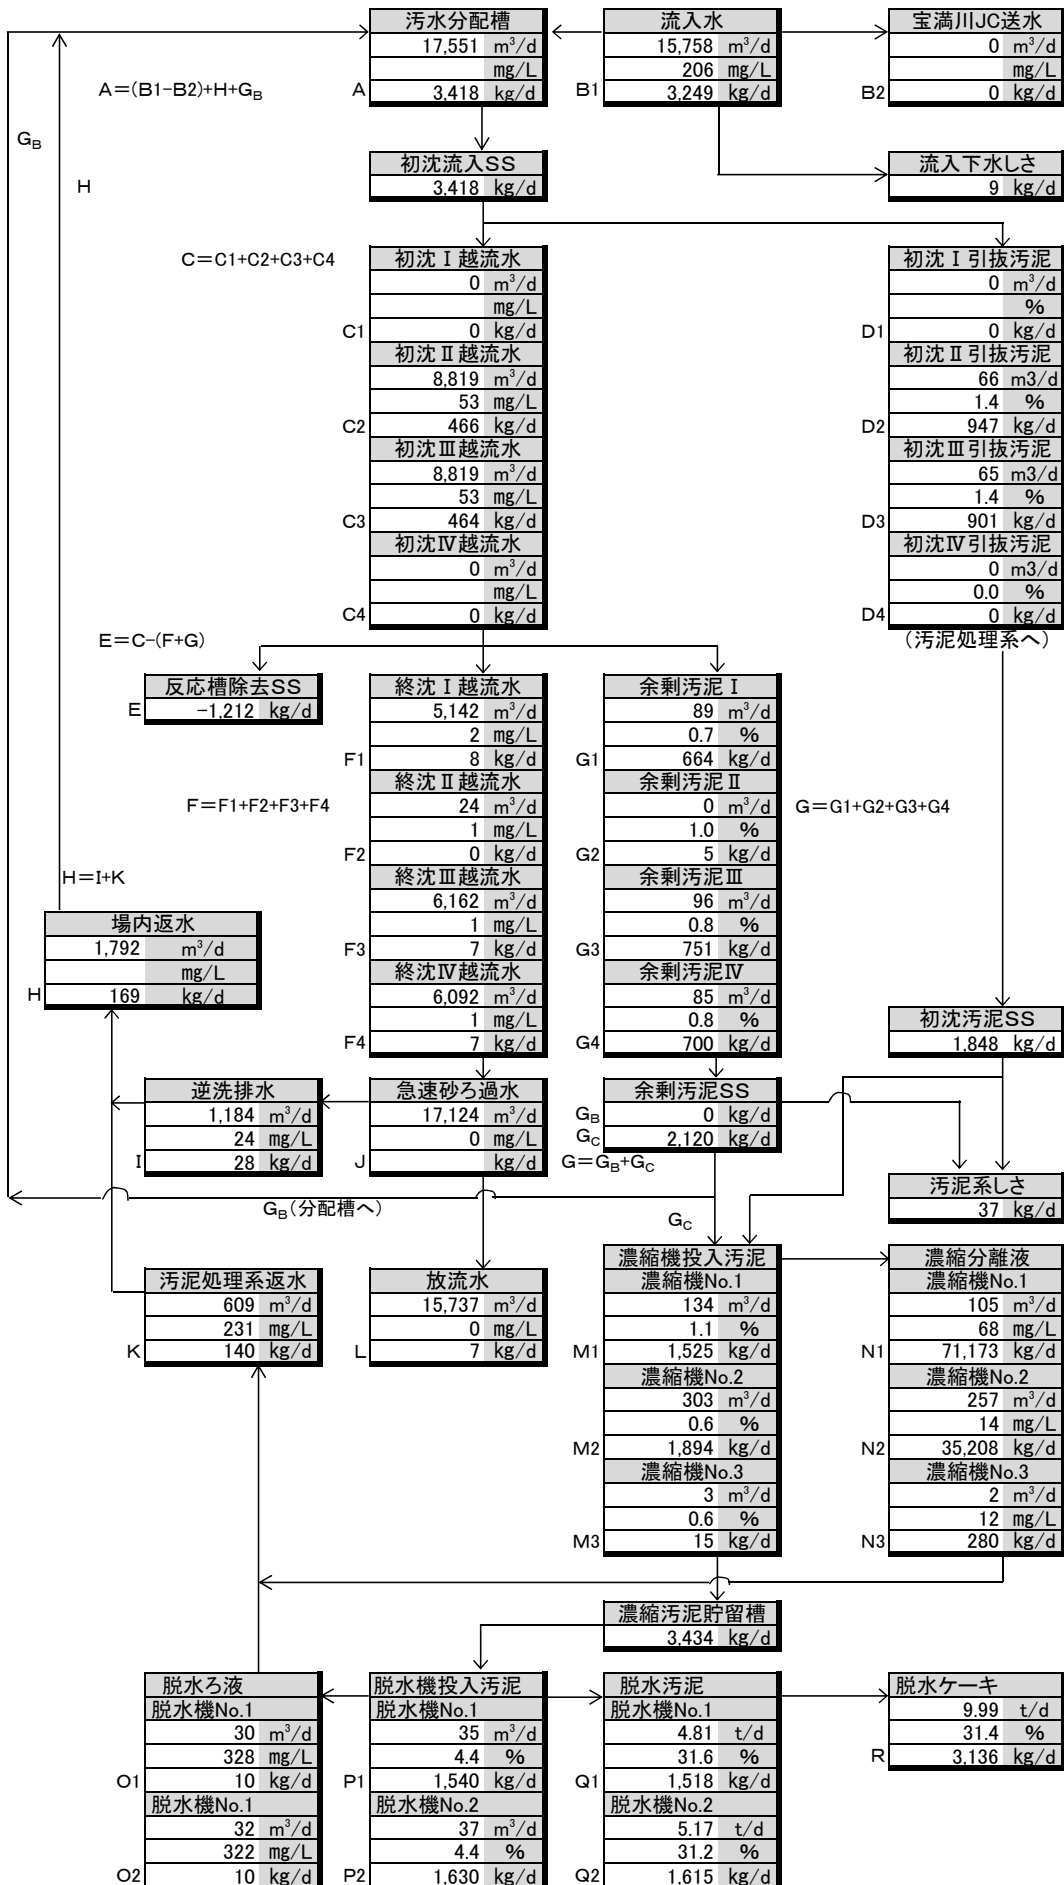 汚水分配槽
17,551 m³/d
mg/L
A 3,418 kg/d
流入水
15,758 m³/d
206 mg/L
B1 3,249 kg/d
宝満川JC送水
0 m³/d
mg/L
B2 0 kg/d
A=(B1-B2)+H+G_B
G_B
H
初沈流入SS
3,418 kg/d
流入下水しさ
9 kg/d
C=C1+C2+C3+C4
初沈Ⅰ越流水
0 m³/d
mg/L
C1 0 kg/d
初沈Ⅱ越流水
8,819 m³/d
53 mg/L
C2 466 kg/d
初沈Ⅲ越流水
8,819 m³/d
53 mg/L
C3 464 kg/d
初沈Ⅳ越流水
0 m³/d
mg/L
C4 0 kg/d
初沈Ⅰ引抜汚泥
0 m³/d
%
D1 0 kg/d
初沈Ⅱ引抜汚泥
66 m3/d
1.4 %
D2 947 kg/d
初沈Ⅲ引抜汚泥
65 m3/d
1.4 %
D3 901 kg/d
初沈Ⅳ引抜汚泥
0 m3/d
0.0 %
D4 0 kg/d
(汚泥処理系へ)
E=C-(F+G)
反応槽除去SS
E -1,212 kg/d
終沈Ⅰ越流水
5,142 m³/d
2 mg/L
F1 8 kg/d
終沈Ⅱ越流水
24 m³/d
1 mg/L
F2 0 kg/d
終沈Ⅲ越流水
6,162 m³/d
1 mg/L
F3 7 kg/d
終沈Ⅳ越流水
6,092 m³/d
1 mg/L
F4 7 kg/d
F=F1+F2+F3+F4
余剰汚泥Ⅰ
89 m³/d
0.7 %
G1 664 kg/d
余剰汚泥Ⅱ
0 m³/d
1.0 %
G2 5 kg/d
余剰汚泥Ⅲ
96 m³/d
0.8 %
G3 751 kg/d
余剰汚泥Ⅳ
85 m³/d
0.8 %
G4 700 kg/d
G=G1+G2+G3+G4
H=I+K
場内返水
1,792 m³/d
mg/L
H 169 kg/d
初沈汚泥SS
1,848 kg/d
逆洗排水
1,184 m³/d
24 mg/L
I 28 kg/d
急速砂ろ過水
17,124 m³/d
0 mg/L
J kg/d
余剰汚泥SS
G_B 0 kg/d
G_C 2,120 kg/d
G=G_B+G_C
汚泥系しさ
37 kg/d
G_B(分配槽へ)
G_C
汚泥処理系返水
609 m³/d
231 mg/L
K 140 kg/d
放流水
15,737 m³/d
0 mg/L
L 7 kg/d
濃縮機投入汚泥
濃縮機No.1
134 m³/d
1.1 %
M1 1,525 kg/d
濃縮機No.2
303 m³/d
0.6 %
M2 1,894 kg/d
濃縮機No.3
3 m³/d
0.6 %
M3 15 kg/d
濃縮分離液
濃縮機No.1
105 m³/d
68 mg/L
N1 71,173 kg/d
濃縮機No.2
257 m³/d
14 mg/L
N2 35,208 kg/d
濃縮機No.3
2 m³/d
12 mg/L
N3 280 kg/d
濃縮汚泥貯留槽
3,434 kg/d
脱水ろ液
脱水機No.1
30 m³/d
328 mg/L
O1 10 kg/d
脱水機No.1
32 m³/d
322 mg/L
O2 10 kg/d
脱水機投入汚泥
脱水機No.1
35 m³/d
4.4 %
P1 1,540 kg/d
脱水機No.2
37 m³/d
4.4 %
P2 1,630 kg/d
脱水汚泥
脱水機No.1
4.81 t/d
31.6 %
Q1 1,518 kg/d
脱水機No.2
5.17 t/d
31.2 %
Q2 1,615 kg/d
脱水ケーキ
9.99 t/d
31.4 %
R 3,136 kg/d